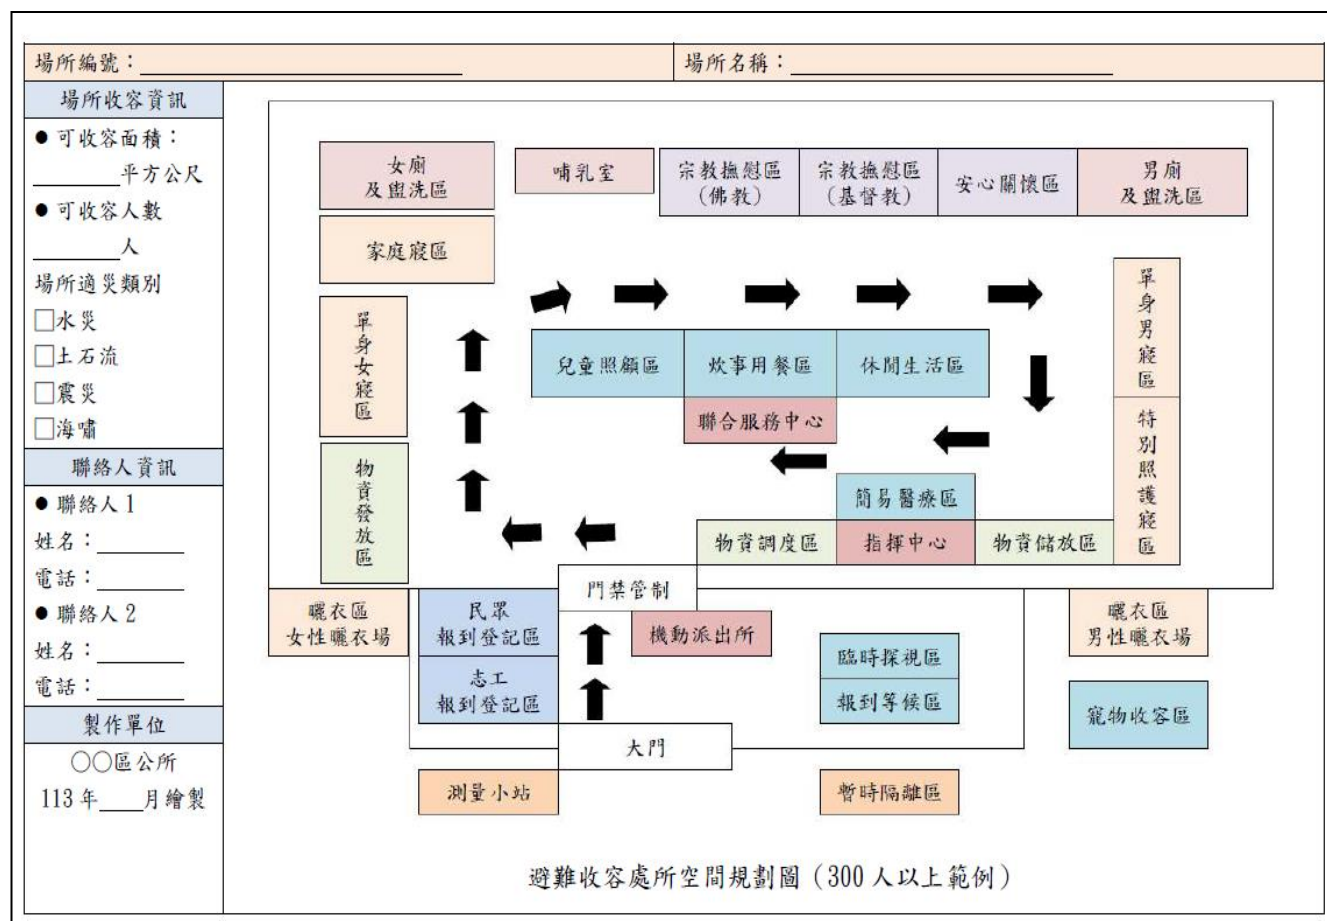 場所編號：
場所名稱：
場所收容資訊
● 可收容面積：
平方公尺
● 可收容人數
人
場所適災類別
□水災
□土石流
□震災
□海嘯
聯絡人資訊
● 聯絡人 1
姓名：
電話：
● 聯絡人 2
姓名：
電話：
製作單位
○○區公所
113 年____月繪製
女廁
及盥洗區
哺乳室
宗教撫慰區
(佛教)
宗教撫慰區
(基督教)
安心關懷區
男廁
及盥洗區
家庭寢區
單身女寢區
物資發放區
兒童照顧區
炊事用餐區
休閒生活區
聯合服務中心
單身男寢區
特別照護寢區
簡易醫療區
物資調度區
指揮中心
物資儲放區
門禁管制
曬衣區
女性曬衣場
民眾
報到登記區
志工
報到登記區
機動派出所
臨時探視區
報到等候區
曬衣區
男性曬衣場
寵物收容區
大門
測量小站
暫時隔離區
避難收容處所空間規劃圖（300 人以上範例）